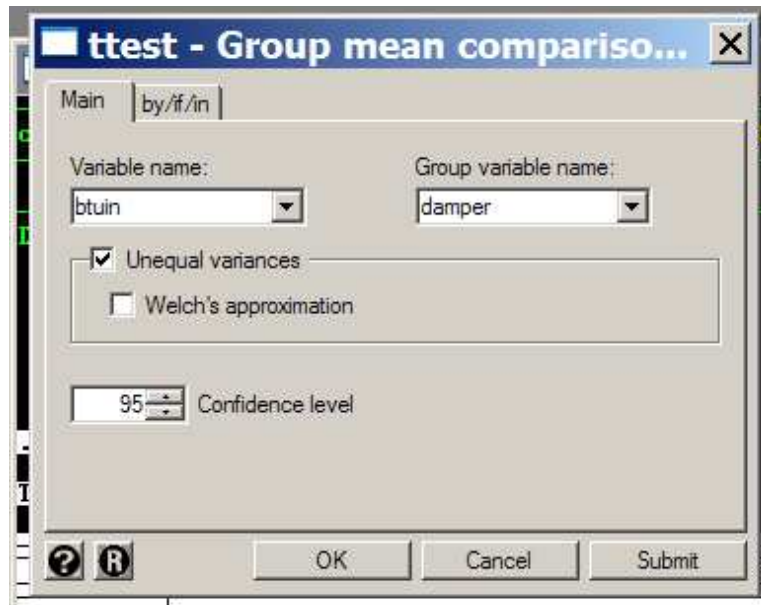 ttest - Group mean compariso...
Main by/if/in
Variable name: Group variable name:
btuin damper
Unequal variances
Welch's approximation
95 Confidence level
? R OK Cancel Submit